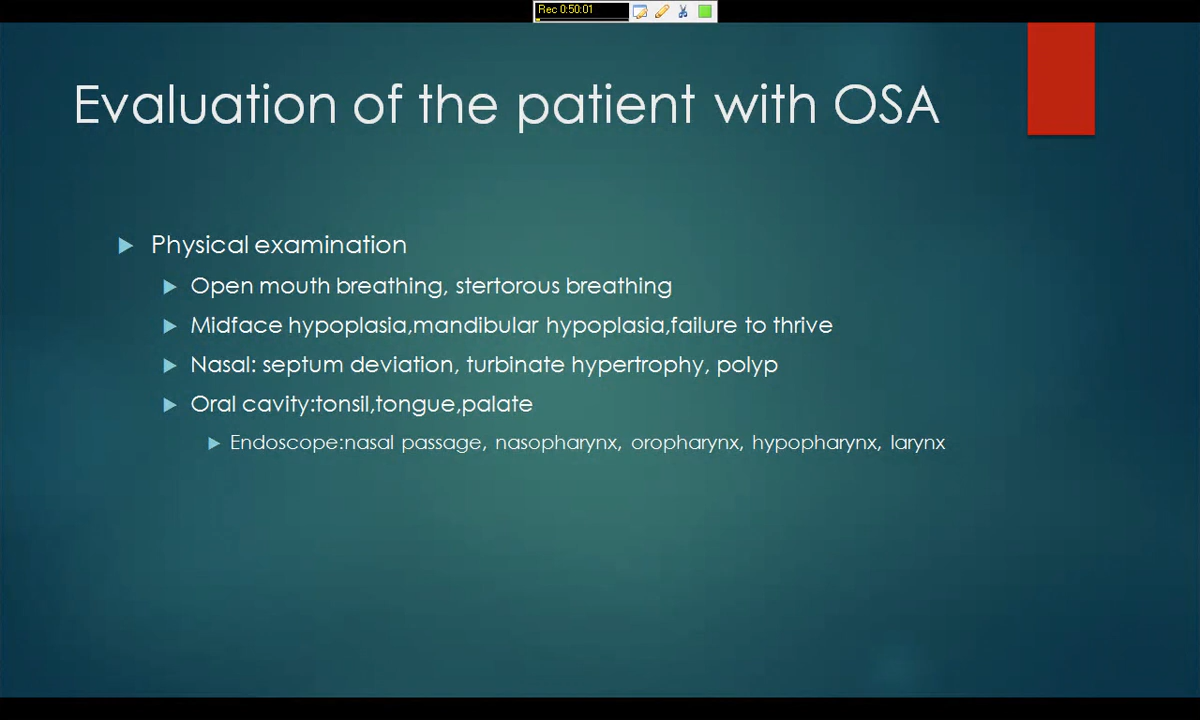 Rec 0:50:01
Evaluation of the patient with OSA
Physical examination
Open mouth breathing, stertorous breathing
Midface hypoplasia,mandibular hypoplasia,failure to thrive
Nasal: septum deviation, turbinate hypertrophy, polyp
Oral cavity:tonsil,tongue,palate
Endoscope:nasal passage, nasopharynx, oropharynx, hypopharynx, larynx